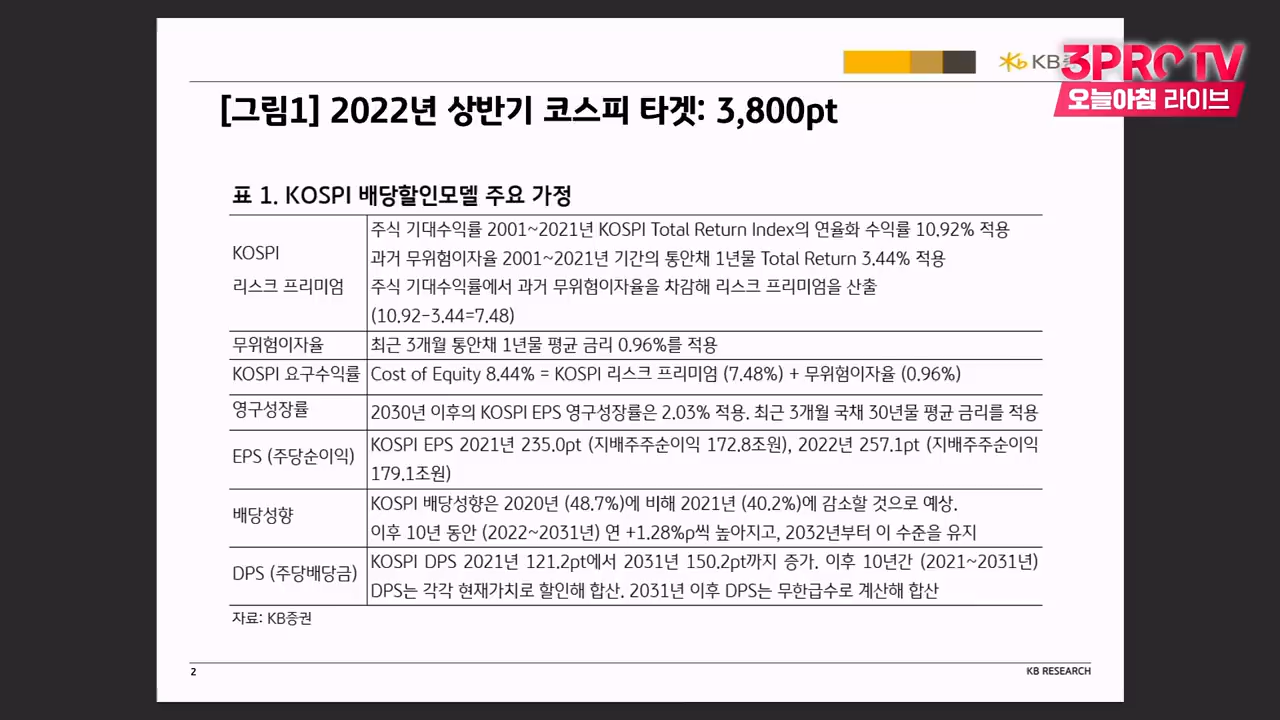 KB
3PRO TV
오늘아침 라이브
[그림1] 2022년 상반기 코스피 타겟: 3,800pt
표 1. KOSPI 배당할인모델 주요 가정
KOSPI
리스크 프리미엄
주식 기대수익률 2001~2021년 KOSPI Total Return Index의 연율화 수익률 10.92% 적용
과거 무위험이자율 2001~2021년 기간의 통안채 1년물 Total Return 3.44% 적용
주식 기대수익률에서 과거 무위험이자율을 차감해 리스크 프리미엄을 산출
(10.92-3.44=7.48)
무위험이자율
최근 3개월 통안채 1년물 평균 금리 0.96%를 적용
KOSPI 요구수익률
Cost of Equity 8.44% = KOSPI 리스크 프리미엄 (7.48%) + 무위험이자율 (0.96%)
영구성장률
2030년 이후의 KOSPI EPS 영구성장률은 2.03% 적용. 최근 3개월 국채 30년물 평균 금리를 적용
EPS (주당순이익)
KOSPI EPS 2021년 235.0pt (지배주주순이익 172.8조원), 2022년 257.1pt (지배주주순이익
179.1조원)
배당성향
KOSPI 배당성향은 2020년 (48.7%)에 비해 2021년 (40.2%)에 감소할 것으로 예상.
이후 10년 동안 (2022~2031년) 연 +1.28%p씩 높아지고, 2032년부터 이 수준을 유지
DPS (주당배당금)
KOSPI DPS 2021년 121.2pt에서 2031년 150.2pt까지 증가. 이후 10년간 (2021~2031년)
DPS는 각각 현재가치로 할인해 합산. 2031년 이후 DPS는 무한급수로 계산해 합산
자료: KB증권
2
KB RESEARCH